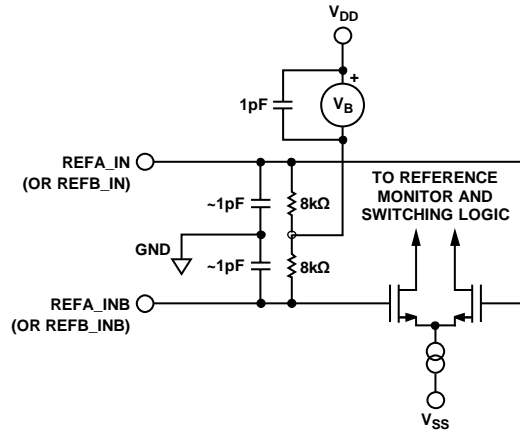 VDD
+
1pF
VB
REFA_IN
(OR REFB_IN)
TO REFERENCE
MONITOR AND
SWITCHING LOGIC
~1pF
8kΩ
GND
~1pF
8kΩ
REFA_INB
(OR REFB_INB)
VSS